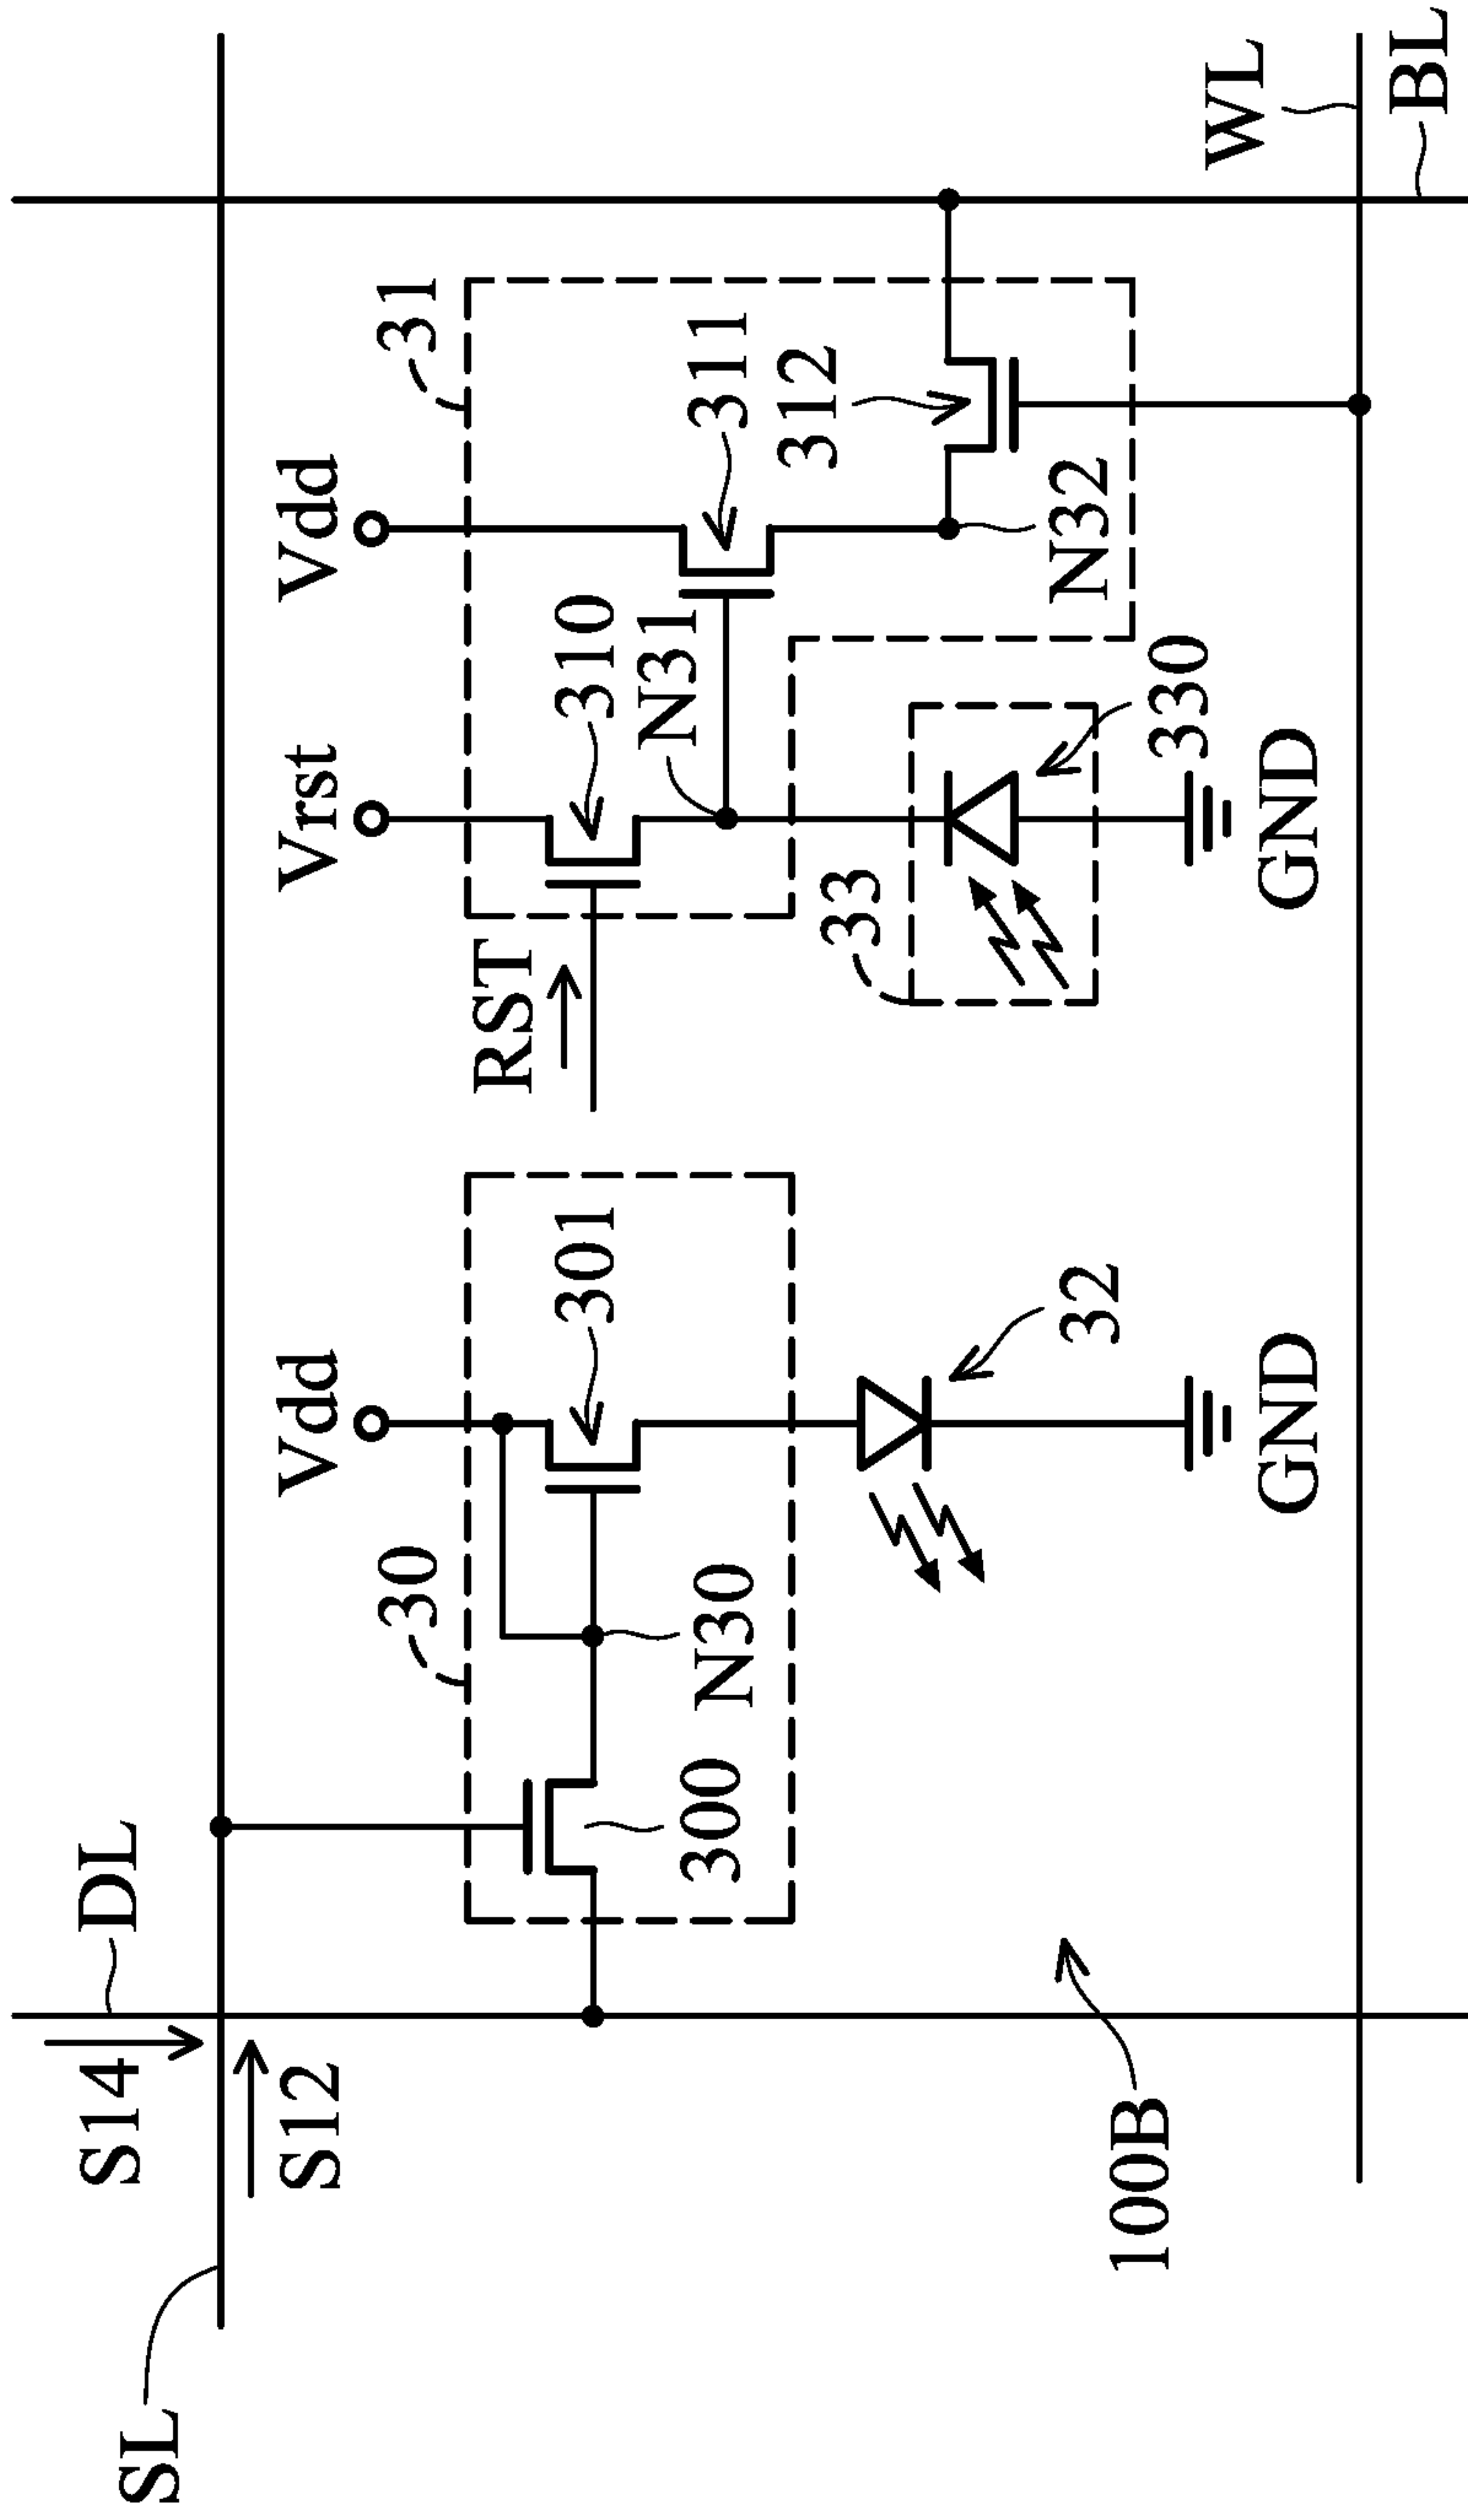 S14
DL
SL
S12
Vdd
Vrst
Vdd
30
31
301
RST
310
311
N31
312
300
N30
33
32
N32
330
100B
GND
GND
WL
BL